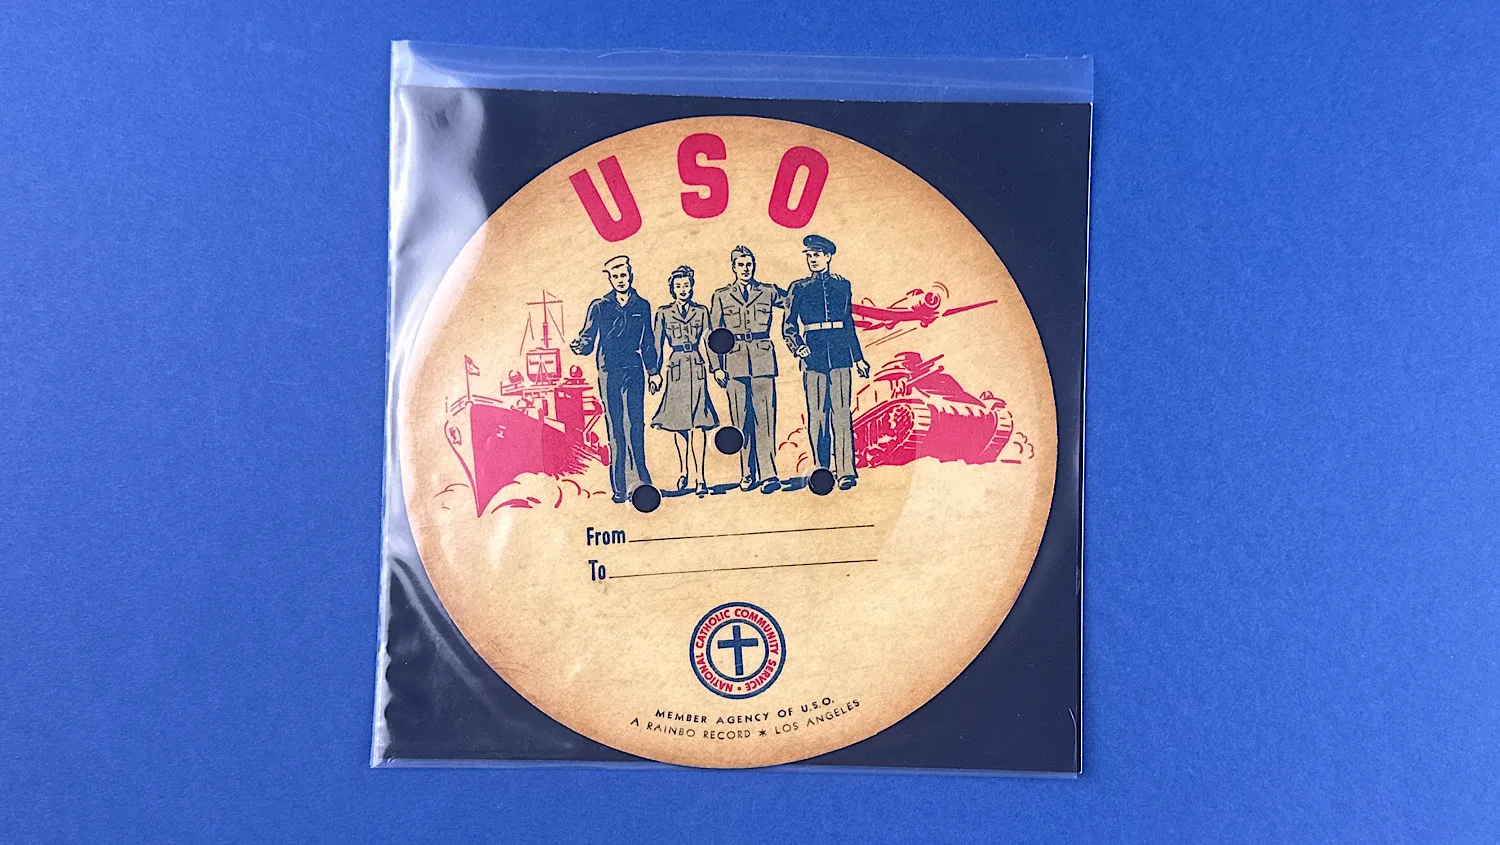 USO
From
To
NATIONAL CATHOLIC COMMUNITY SERVICE •
MEMBER AGENCY OF U.S.O.
A RAINBO RECORD * LOS ANGELES